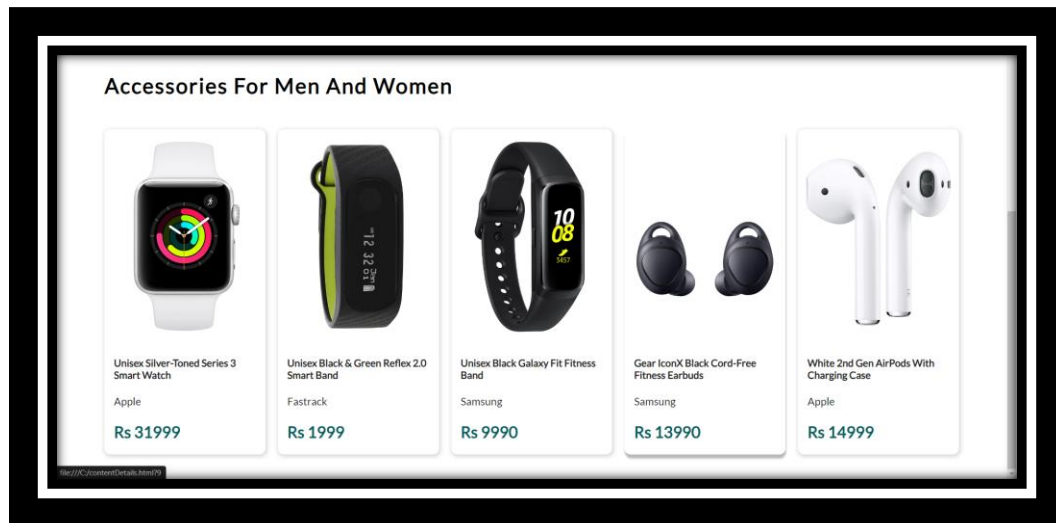 Accessories For Men And Women
Unisex Silver-Toned Series 3
Smart Watch
Apple
Rs 31999
Unisex Black & Green Reflex 2.0
Smart Band
Fastrack
Rs 1999
10
08
3457
Unisex Black Galaxy Fit Fitness
Band
Samsung
Rs 9990
Gear IconX Black Cord-Free
Fitness Earbuds
Samsung
Rs 13990
White 2nd Gen AirPods With
Charging Case
Apple
Rs 14999
file:///C:/contentDetails.html?9